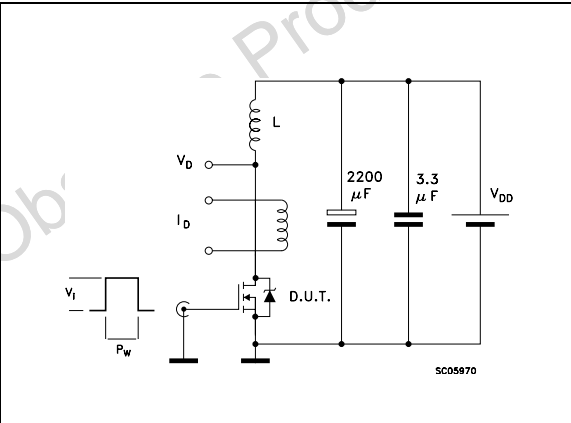 L
V_D
2200
μF
3.3
μF
V_DD
I_D
D.U.T.
V_i
P_W
SC05970